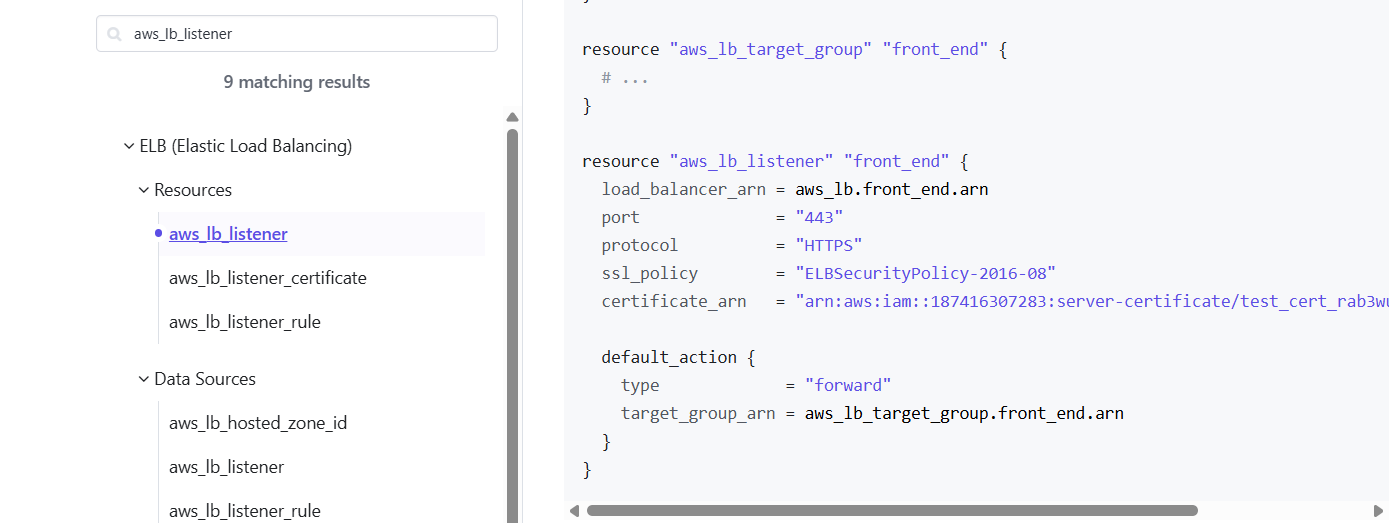 aws_lb_listener
9 matching results
ELB (Elastic Load Balancing)
Resources
aws_lb_listener
aws_lb_listener_certificate
aws_lb_listener_rule
Data Sources
aws_lb_hosted_zone_id
aws_lb_listener
aws_lb_listener_rule
}
resource "aws_lb_target_group" "front_end" {
# ...
}
resource "aws_lb_listener" "front_end" {
load_balancer_arn = aws_lb.front_end.arn
port = "443"
protocol = "HTTPS"
ssl_policy = "ELBSecurityPolicy-2016-08"
certificate_arn = "arn:aws:iam::187416307283:server-certificate/test_cert_rab3w
default_action {
type = "forward"
target_group_arn = aws_lb_target_group.front_end.arn
}
}